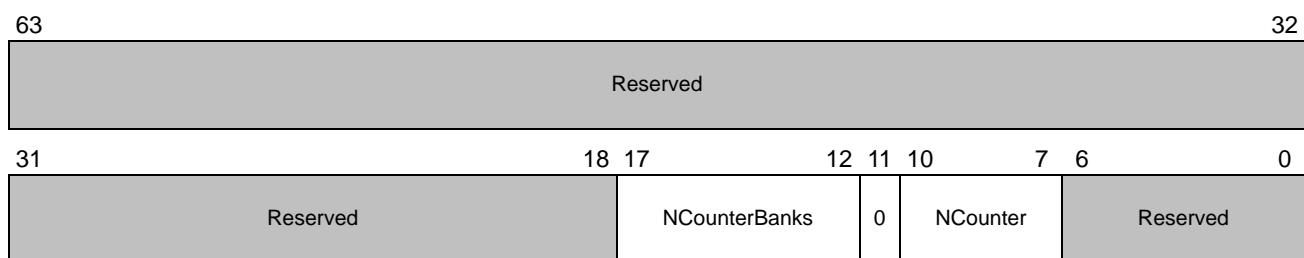 63 32
Reserved
31 18 17 12 11 10 7 6 0
Reserved NCounterBanks 0 NCounter Reserved